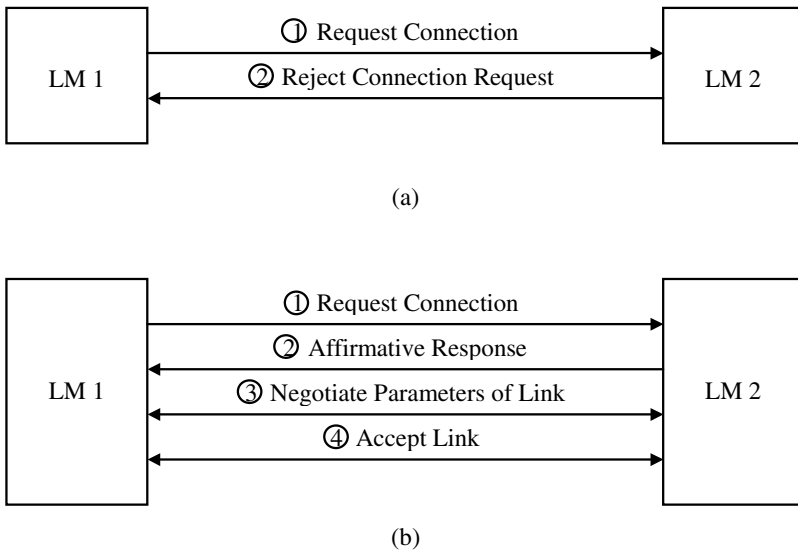 ① Request Connection
LM 1
LM 2
② Reject Connection Request
(a)
① Request Connection
② Affirmative Response
LM 1
LM 2
③ Negotiate Parameters of Link
④ Accept Link
(b)